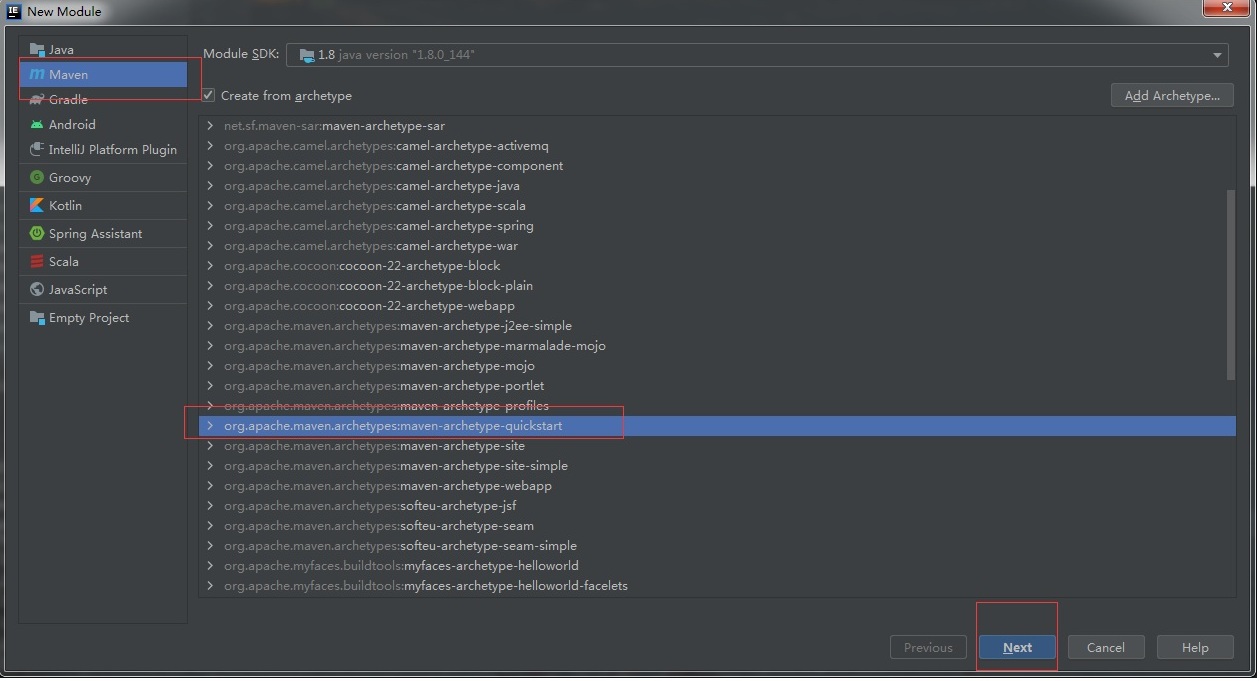 IE New Module
Java
Maven
Gradle
Android
IntelliJ Platform Plugin
Groovy
Kotlin
Spring Assistant
Scala
JavaScript
Empty Project
Module SDK: 1.8 java version "1.8.0_144"
Create from archetype
Add Archetype...
net.sf.maven-sar:maven-archetype-sar
org.apache.camel.archetypes:camel-archetype-activemq
org.apache.camel.archetypes:camel-archetype-component
org.apache.camel.archetypes:camel-archetype-java
org.apache.camel.archetypes:camel-archetype-scala
org.apache.camel.archetypes:camel-archetype-spring
org.apache.camel.archetypes:camel-archetype-war
org.apache.cocoon:cocoon-22-archetype-block
org.apache.cocoon:cocoon-22-archetype-block-plain
org.apache.cocoon:cocoon-22-archetype-webapp
org.apache.maven.archetypes:maven-archetype-j2ee-simple
org.apache.maven.archetypes:maven-archetype-marmalade-mojo
org.apache.maven.archetypes:maven-archetype-mojo
org.apache.maven.archetypes:maven-archetype-portlet
org.apache.maven.archetypes:maven-archetype-profiles
org.apache.maven.archetypes:maven-archetype-quickstart
org.apache.maven.archetypes:maven-archetype-site
org.apache.maven.archetypes:maven-archetype-site-simple
org.apache.maven.archetypes:maven-archetype-webapp
org.apache.maven.archetypes:softeu-archetype-jsf
org.apache.maven.archetypes:softeu-archetype-seam
org.apache.maven.archetypes:softeu-archetype-seam-simple
org.apache.myfaces.buildtools:myfaces-archetype-helloworld
org.apache.myfaces.buildtools:myfaces-archetype-helloworld-facelets
Previous
Next
Cancel
Help